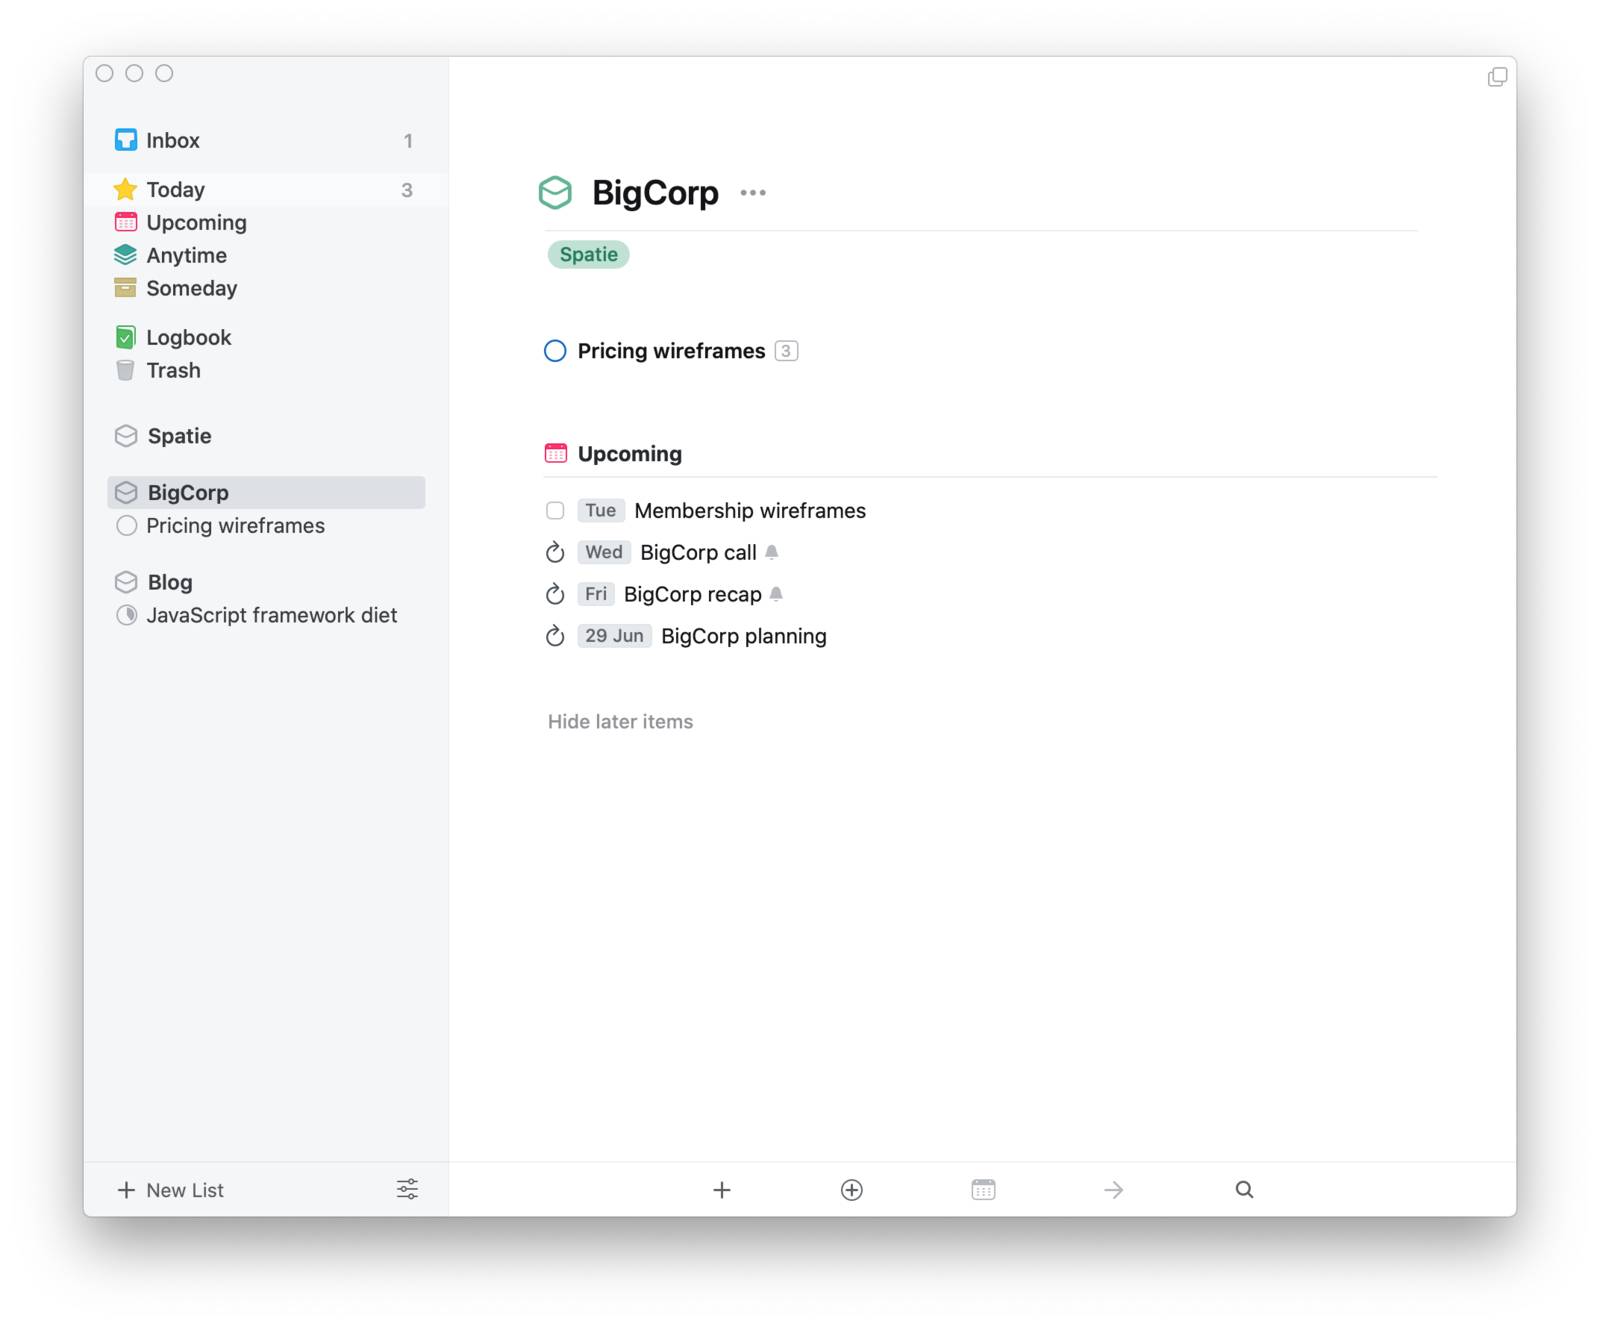 Inbox 1
Today 3
Upcoming
Anytime
Someday
Logbook
Trash
Spatie
BigCorp
Pricing wireframes
Blog
JavaScript framework diet
New List
BigCorp
Spatie
Pricing wireframes 3
Upcoming
Tue Membership wireframes
Wed BigCorp call
Fri BigCorp recap
29 Jun BigCorp planning
Hide later items